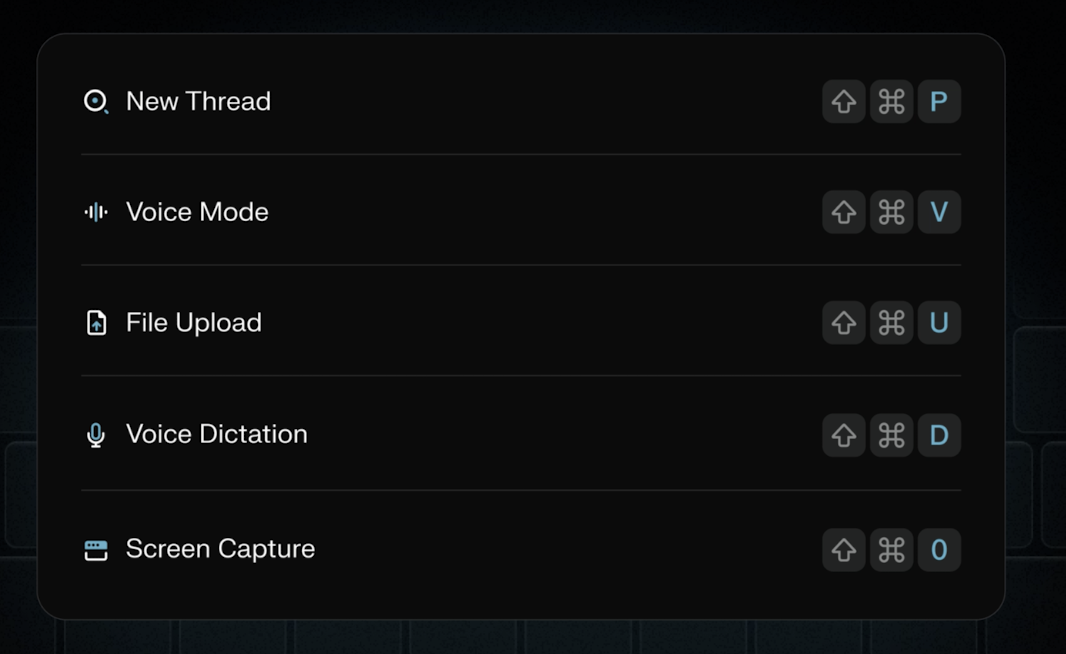 New Thread ⇧ ⌘ P
Voice Mode ⇧ ⌘ V
File Upload ⇧ ⌘ U
Voice Dictation ⇧ ⌘ D
Screen Capture ⇧ ⌘ 0